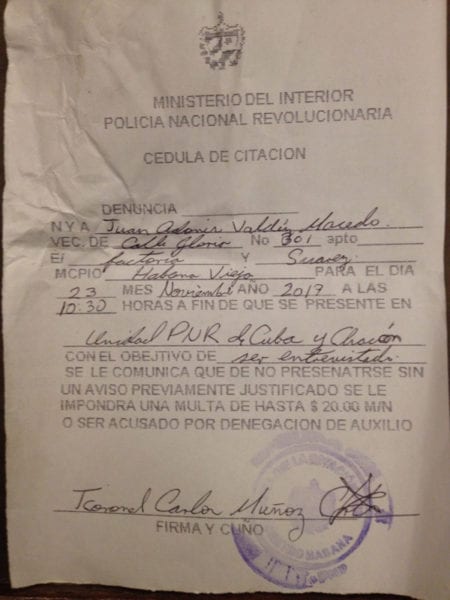 MINISTERIO DEL INTERIOR
POLICIA NACIONAL REVOLUCIONARIA
CEDULA DE CITACION
DENUNCIA
N Y A Juan Adonis Valdéz Macedo.
VEC. DE Calle Gloria No 301 apto
E/ factoria Y Suarez
MCPIO Habana Vieja PARA EL DIA
23 MES Noviembre AÑO 2017 A LAS
10:30 HORAS A FIN DE QUE SE PRESENTE EN
Unidad PNR de Cuba y Chacón
CON EL OBEJTIVO DE ser entrevistado.
SE LE COMUNICA QUE DE NO PRESENATRSE SIN
UN AVISO PREVIAMENTE JUSTIFICADO SE LE
IMPONDRA UNA MULTA DE HASTA $ 20.00 M/N
O SER ACUSADO POR DENEGACION DE AUXILIO
Tcoronel Carlos Muñoz
FIRMA Y CUÑO
HABANA